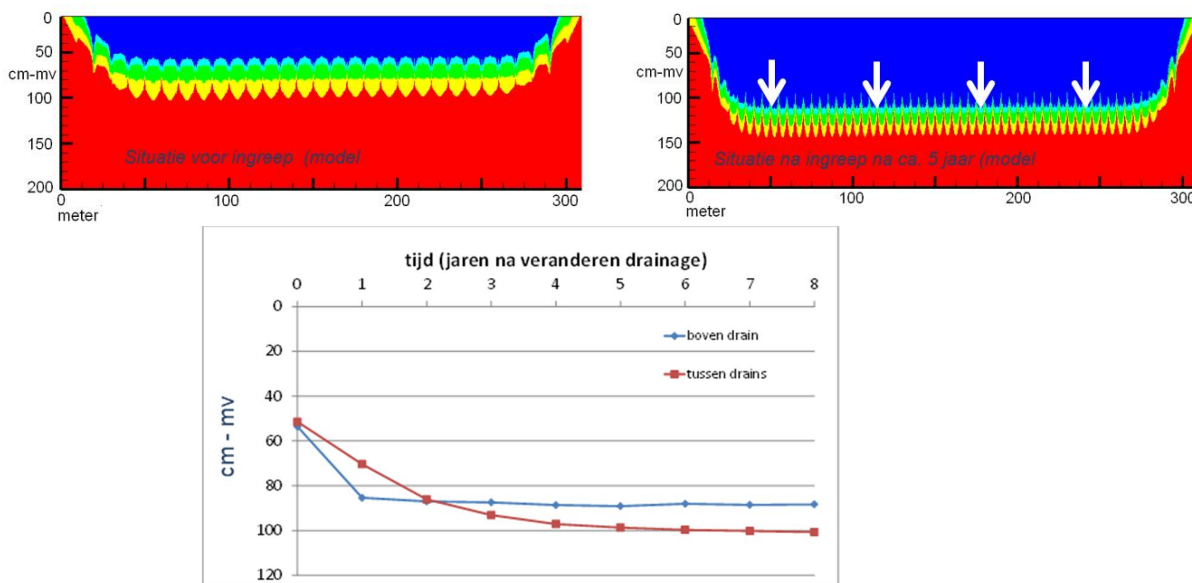 0
50
cm-mv
100
150
200
0
100
200
300
meter
Situatie voor ingreep (model
0
50
cm-mv
100
150
200
0
100
200
300
meter
Situatie na ingreep na ca. 5 jaar (model
tijd (jaren na veranderen drainage)
0 1 2 3 4 5 6 7 8
0
20
40
60
80
100
120
cm - mv
boven drain
tussen drains